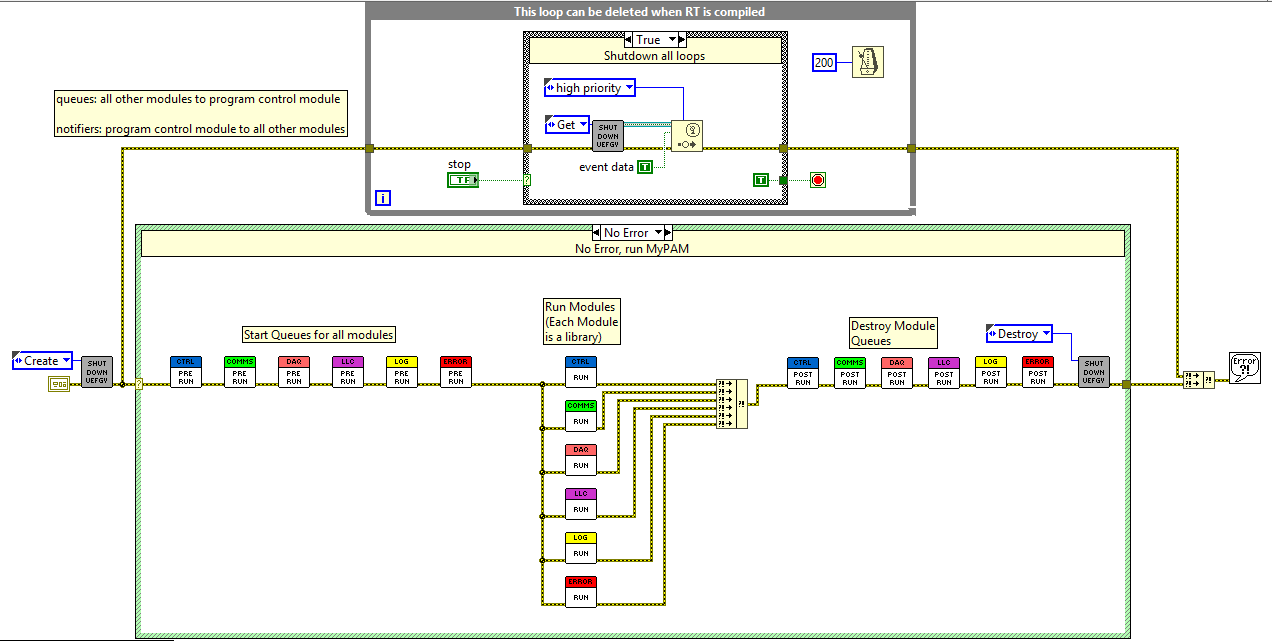 This loop can be deleted when RT is compiled
True
Shutdown all loops
200
high priority
queues: all other modules to program control module
notifiers: program control module to all other modules
Get
SHUT
DOWN
UEFGV
event data
T
stop
TF
T
i
No Error
No Error, run MyPAM
Run Modules
(Each Module
is a library)
Start Queues for all modules
Destroy Module
Queues
Destroy
Create
SHUT
DOWN
UEFGV
CTRL
PRE
RUN
COMMS
PRE
RUN
DAQ
PRE
RUN
LLC
PRE
RUN
LOG
PRE
RUN
ERROR
PRE
RUN
CTRL
RUN
COMMS
RUN
DAQ
RUN
LLC
RUN
LOG
RUN
ERROR
RUN
CTRL
POST
RUN
COMMS
POST
RUN
DAQ
POST
RUN
LLC
POST
RUN
LOG
POST
RUN
ERROR
POST
RUN
SHUT
DOWN
UEFGV
Error
?!